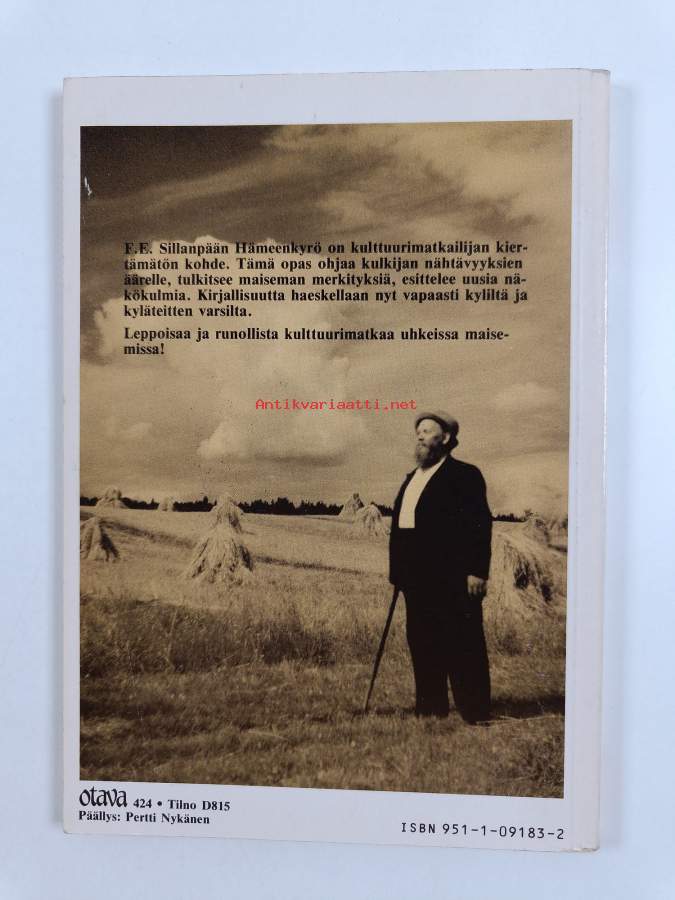 F.E. Sillanpään Hämeenkyrö on kulttuurimatkailijan kier-
tämätön kohde. Tämä opas ohjaa kulkijan nähtävyyksien
äärelle, tulkitsee maiseman merkityksiä, esittelee uusia nä-
kökulmia. Kirjallisuutta haeskellaan nyt vapaasti kyliltä ja
kyläteitten varsilta.
Leppoisaa ja runollista kulttuurimatkaa uhkeissa maise-
missa!
Antikvariaatti.net
otava 424 • Tilno D815
Päällys: Pertti Nykänen
ISBN 951-1-09183-2